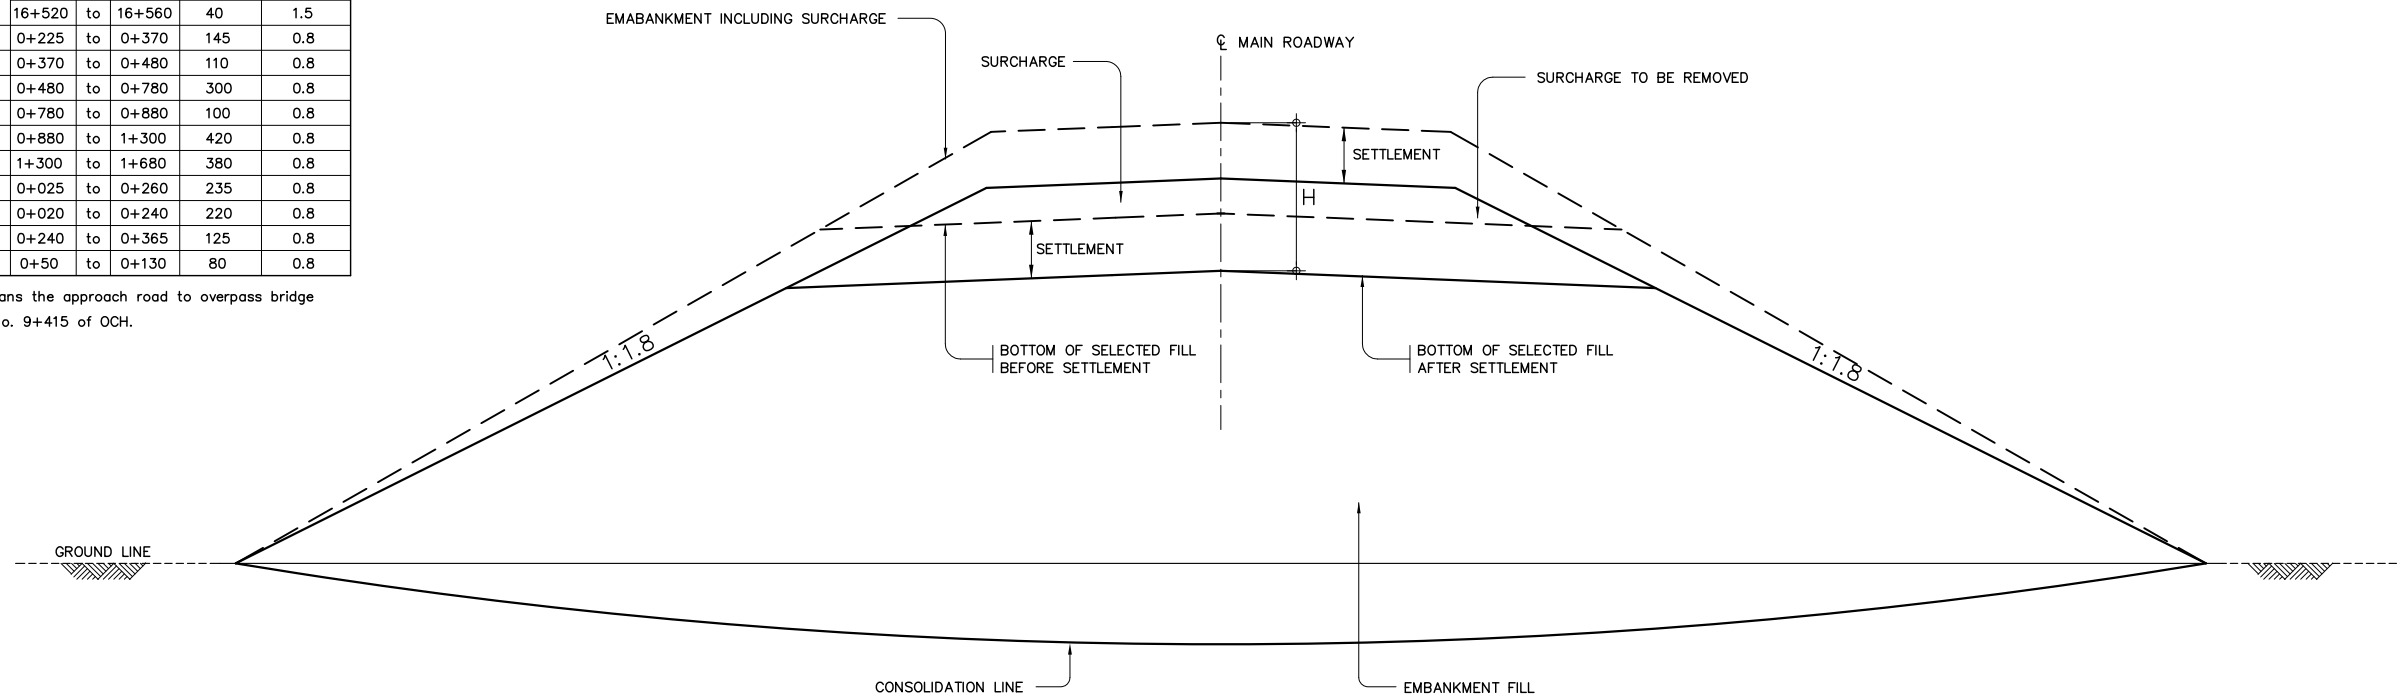 16+520 to 16+560 40 1.5
0+225 to 0+370 145 0.8
0+370 to 0+480 110 0.8
0+480 to 0+780 300 0.8
0+780 to 0+880 100 0.8
0+880 to 1+300 420 0.8
1+300 to 1+680 380 0.8
0+025 to 0+260 235 0.8
0+020 to 0+240 220 0.8
0+240 to 0+365 125 0.8
0+50 to 0+130 80 0.8
ans the approach road to overpass bridge
o. 9+415 of OCH.
EMABANKMENT INCLUDING SURCHARGE
℄ MAIN ROADWAY
SURCHARGE
SURCHARGE TO BE REMOVED
SETTLEMENT
H
SETTLEMENT
BOTTOM OF SELECTED FILL
BEFORE SETTLEMENT
BOTTOM OF SELECTED FILL
AFTER SETTLEMENT
1:1.8
1:1.8
GROUND LINE
CONSOLIDATION LINE
EMBANKMENT FILL